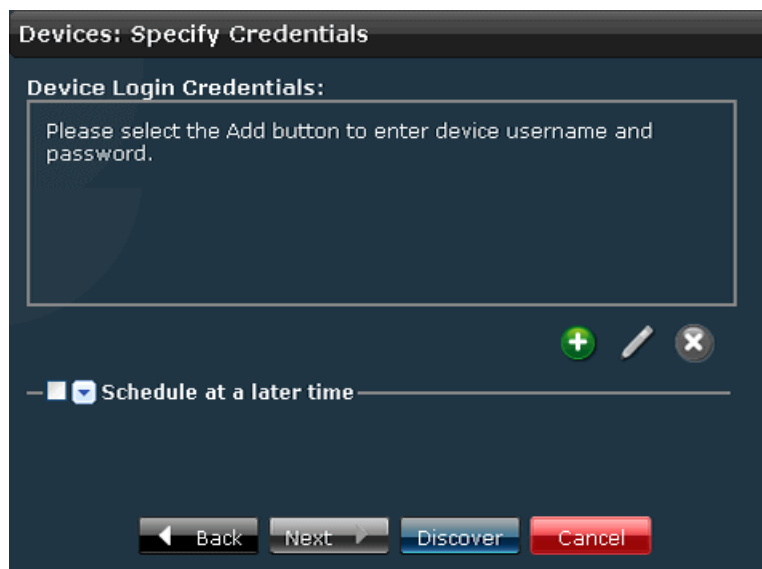 Devices: Specify Credentials
Device Login Credentials:
Please select the Add button to enter device username and
password.
Schedule at a later time
Back Next Discover Cancel